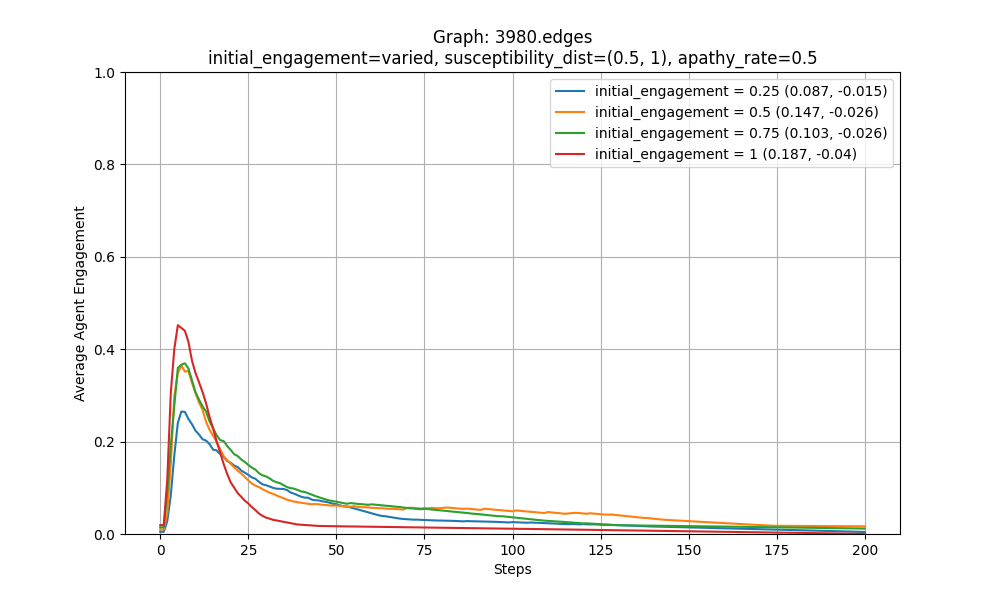 Graph: 3980.edges
initial_engagement=varied, susceptibility_dist=(0.5, 1), apathy_rate=0.5
initial_engagement = 0.25 (0.087, -0.015)
initial_engagement = 0.5 (0.147, -0.026)
initial_engagement = 0.75 (0.103, -0.026)
initial_engagement = 1 (0.187, -0.04)
Average Agent Engagement
1.0
0.8
0.6
0.4
0.2
0.0
0 25 50 75 100 125 150 175 200
Steps